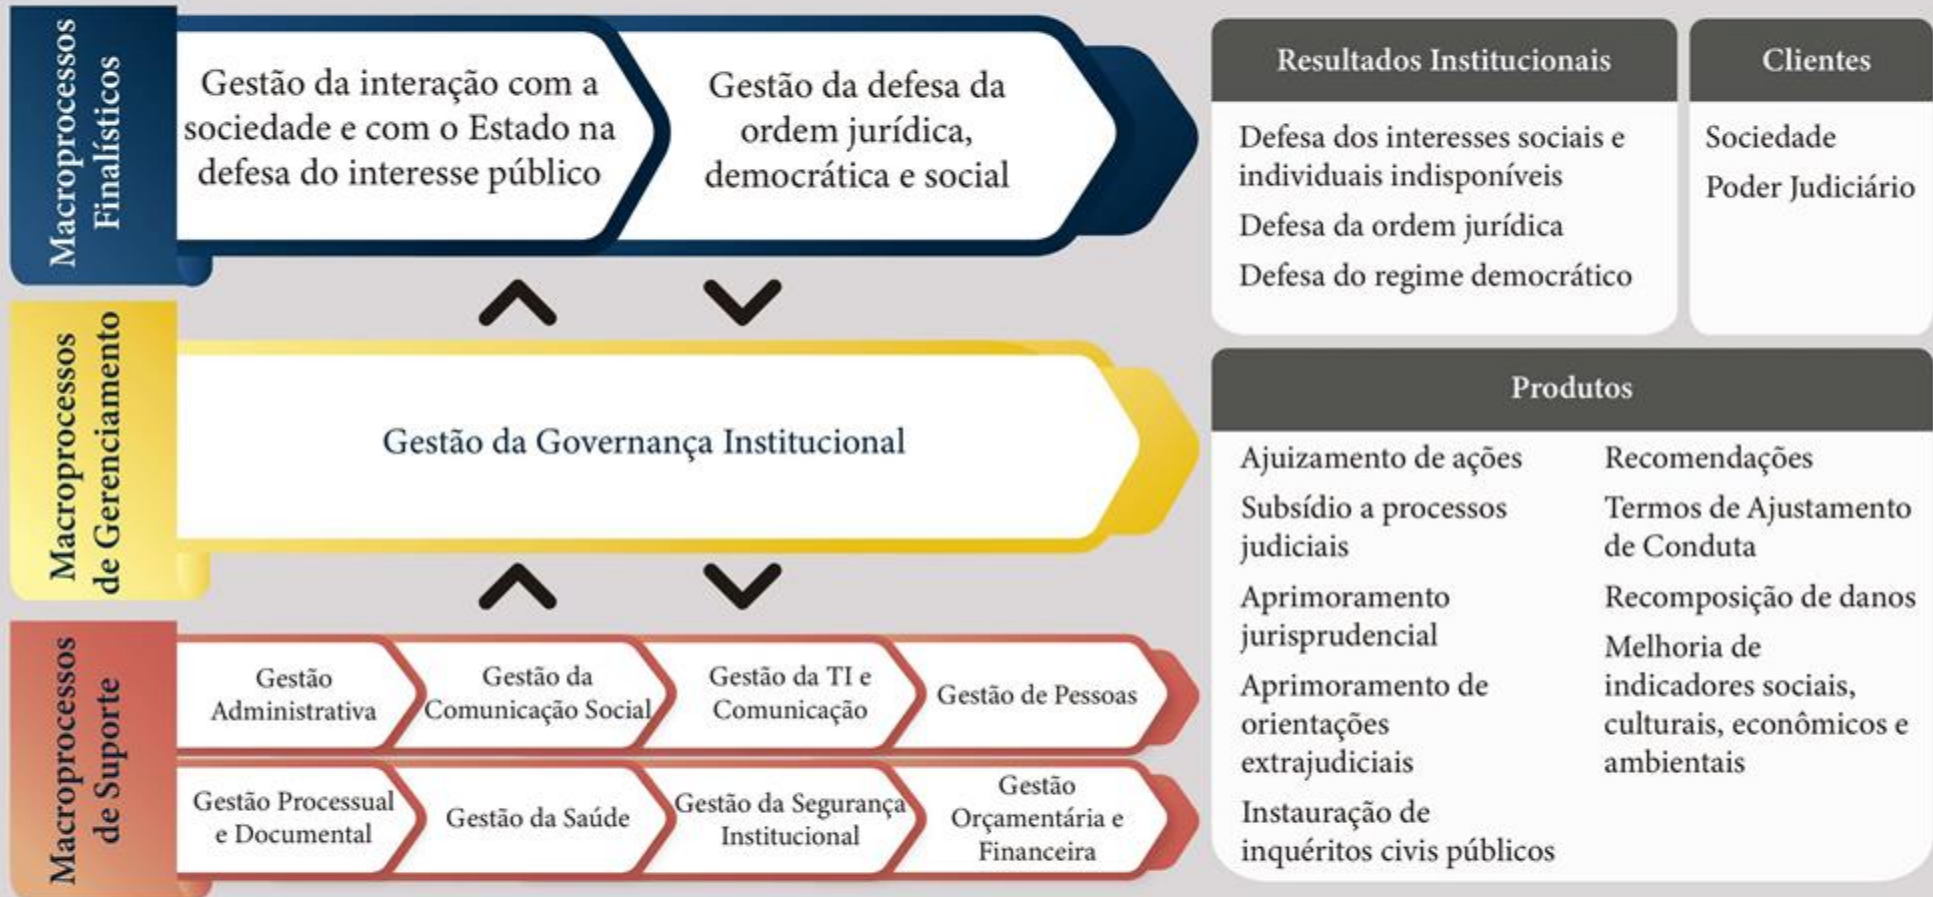 Macroprocessos
Finalísticos
Gestão da interação com a
sociedade e com o Estado na
defesa do interesse público
Gestão da defesa da
ordem jurídica,
democrática e social
Macroprocessos
de Gerenciamento
Gestão da Governança Institucional
Macroprocessos
de Suporte
Gestão
Administrativa
Gestão da
Comunicação Social
Gestão da TI e
Comunicação
Gestão de Pessoas
Gestão Processual
e Documental
Gestão da Saúde
Gestão da Segurança
Institucional
Gestão
Orçamentária e
Financeira
Resultados Institucionais
Defesa dos interesses sociais e
individuais indisponíveis
Defesa da ordem jurídica
Defesa do regime democrático
Clientes
Sociedade
Poder Judiciário
Produtos
Ajuizamento de ações
Subsídio a processos
judiciais
Aprimoramento
jurisprudencial
Aprimoramento de
orientações
extrajudiciais
Instauração de
inquéritos civis públicos
Recomendações
Termos de Ajustamento
de Conduta
Recomposição de danos
Melhoria de
indicadores sociais,
culturais, econômicos e
ambientais